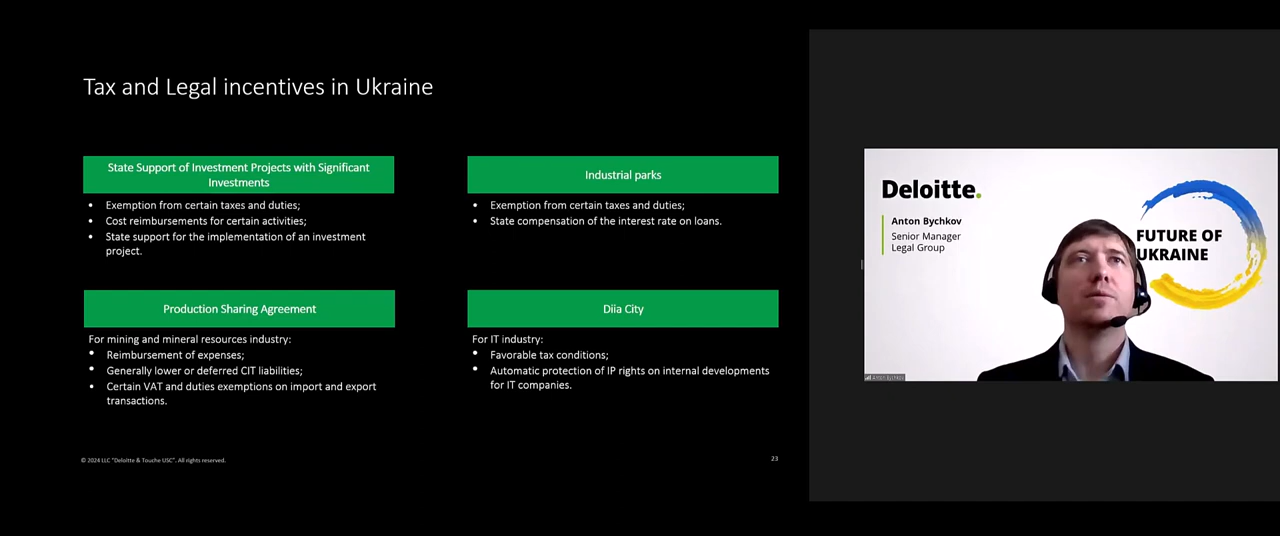 Tax and Legal incentives in Ukraine
State Support of Investment Projects with Significant
Investments
• Exemption from certain taxes and duties;
• Cost reimbursements for certain activities;
• State support for the implementation of an investment
project.
Industrial parks
• Exemption from certain taxes and duties;
• State compensation of the interest rate on loans.
Production Sharing Agreement
For mining and mineral resources industry:
• Reimbursement of expenses;
• Generally lower or deferred CIT liabilities;
• Certain VAT and duties exemptions on import and export
transactions.
Diia City
For IT industry:
• Favorable tax conditions;
• Automatic protection of IP rights on internal developments
for IT companies.
© 2024 LLC "Deloitte & Touche USC". All rights reserved.
23
Deloitte.
Anton Bychkov
Senior Manager
Legal Group
FUTURE OF
UKRAINE
Anton Bychkov